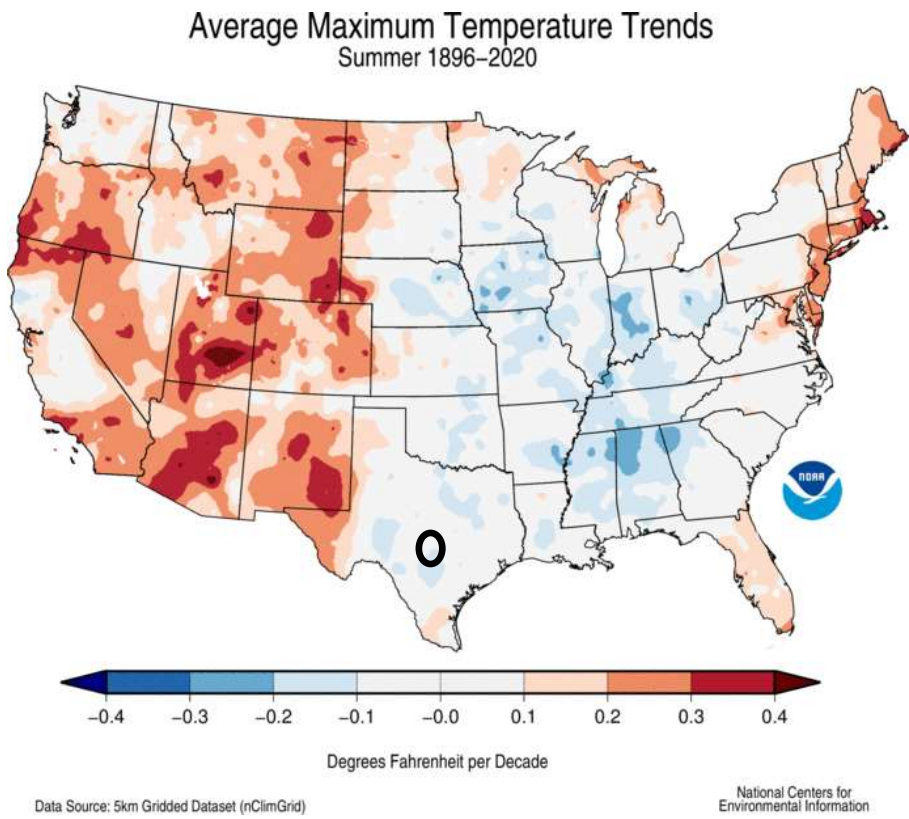 Average Maximum Temperature Trends
Summer 1896–2020
NOAA
−0.4 −0.3 −0.2 −0.1 −0.0 0.1 0.2 0.3 0.4
Degrees Fahrenheit per Decade
Data Source: 5km Gridded Dataset (nClimGrid)
National Centers for
Environmental Information